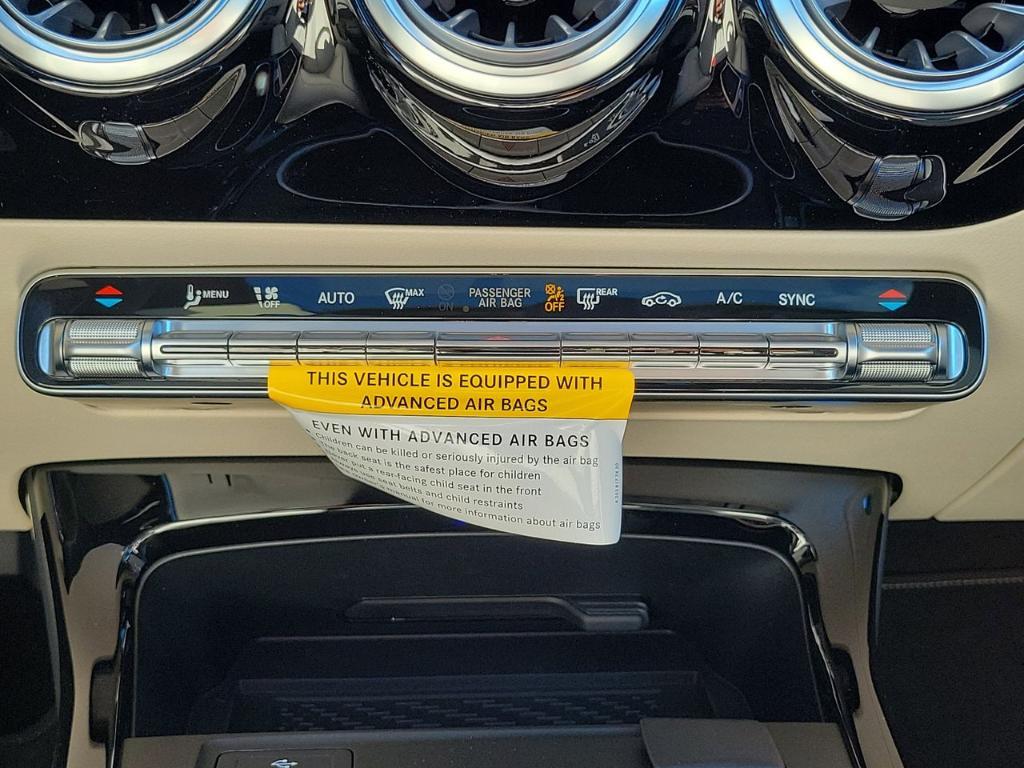 MENU OFF AUTO MAX ON PASSENGER AIR BAG OFF REAR A/C SYNC
THIS VEHICLE IS EQUIPPED WITH
ADVANCED AIR BAGS
EVEN WITH ADVANCED AIR BAGS
Children can be killed or seriously injured by the air bag
The back seat is the safest place for children
put a rear-facing child seat in the front
use seat belts and child restraints
manual for more information about air bags